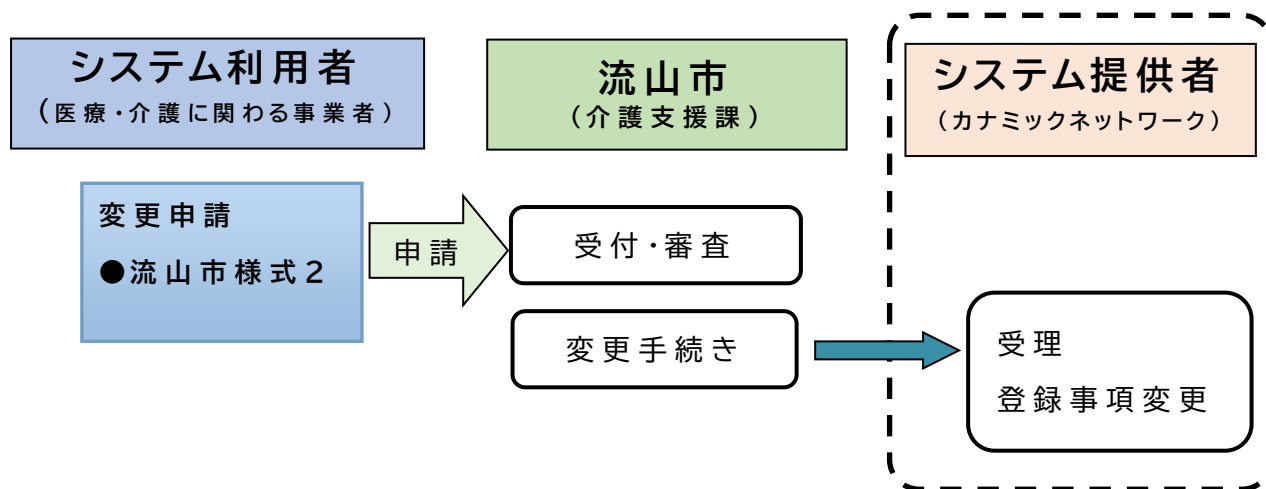 システム利用者
(医療・介護に関わる事業者)
流山市
(介護支援課)
システム提供者
(カナミックネットワーク)
変更申請
●流山市様式2
申請
受付・審査
変更手続き
受理
登録事項変更